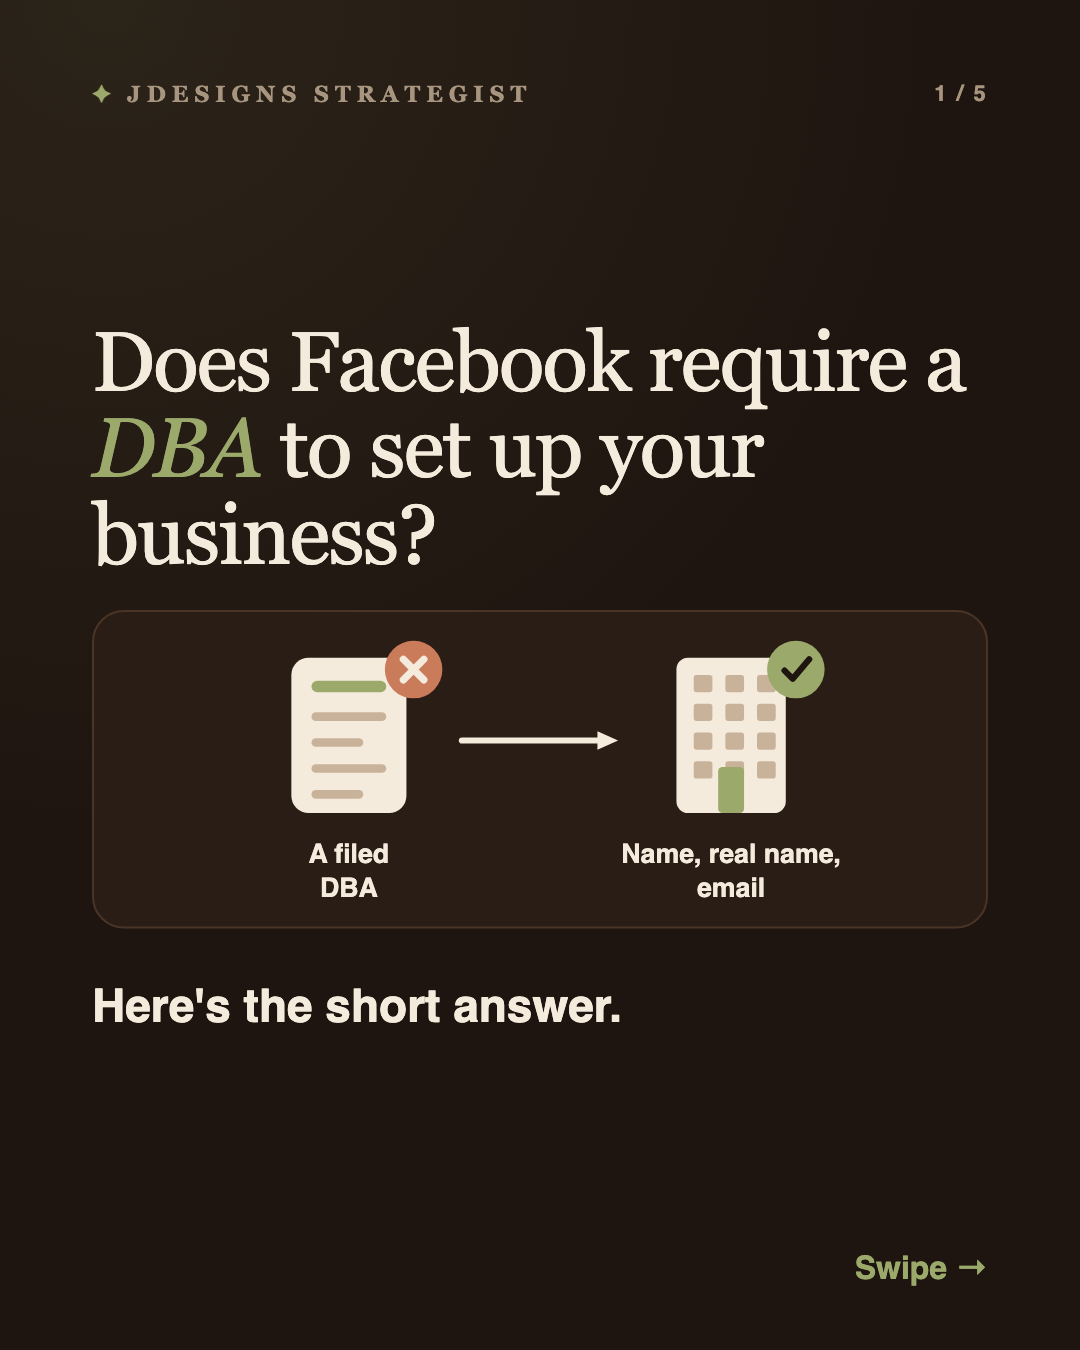 JDESIGNS STRATEGIST
1 / 5
Does Facebook require a
DBA to set up your
business?
A filed
DBA
Name, real name,
email
Here's the short answer.
Swipe →